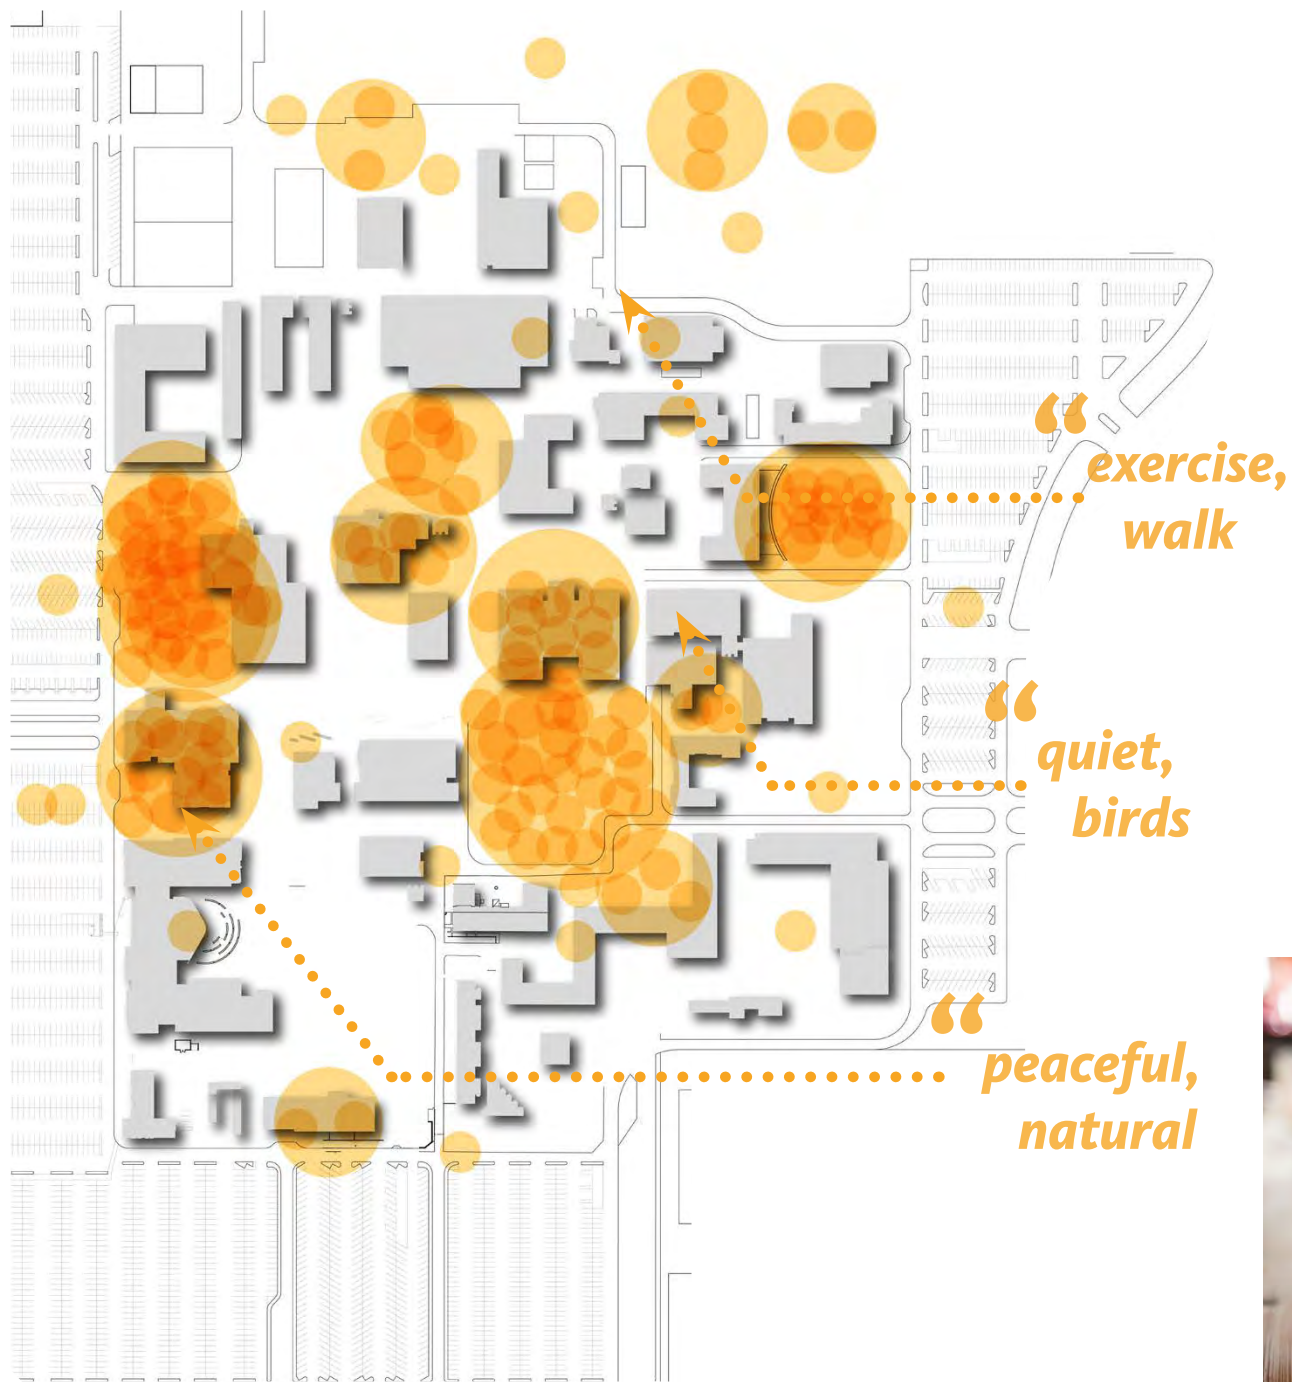 “
exercise,
walk
“
quiet,
birds
“
peaceful,
natural